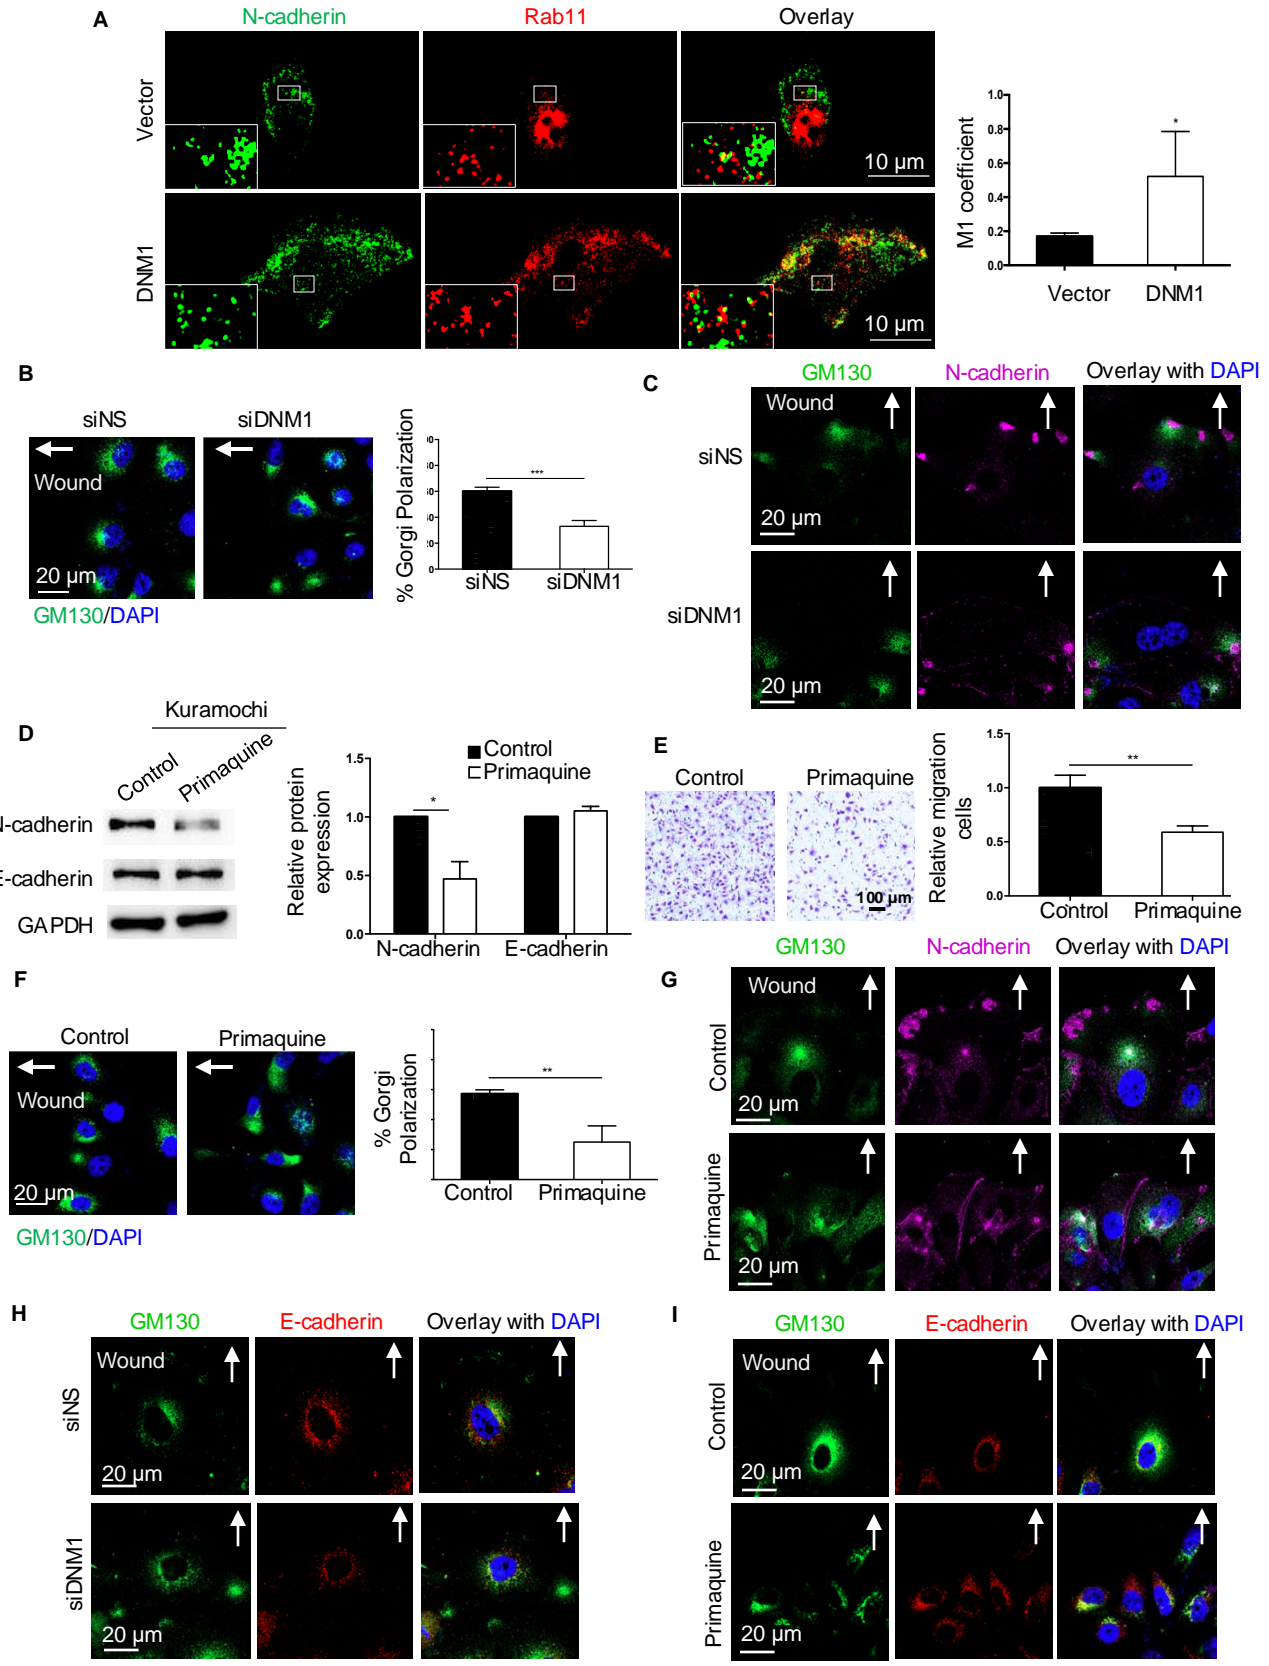 A
N-cadherin
Rab11
Overlay
Vector
10 µm
DNM1
10 µm
M1 coefficient
1.0
0.8
0.6
0.4
0.2
0.0
*
Vector
DNM1
B
siNS
siDNM1
Wound
20 µm
GM130/DAPI
% Gorgi Polarization
60
40
20
0
***
siNS
siDNM1
C
GM130
N-cadherin
Overlay with DAPI
siNS
Wound
20 µm
siDNM1
20 µm
D
Kuramochi
Control
Primaquine
N-cadherin
E-cadherin
GAPDH
Relative protein
expression
1.5
1.0
0.5
0.0
Control
Primaquine
*
N-cadherin
E-cadherin
E
Control
Primaquine
100 µm
Relative migration
cells
1.5
1.0
0.5
0.0
**
Control
Primaquine
F
Control
Primaquine
Wound
20 µm
GM130/DAPI
% Gorgi
Polarization
**
Control
Primaquine
G
GM130
N-cadherin
Overlay with DAPI
Control
Wound
20 µm
Primaquine
20 µm
H
GM130
E-cadherin
Overlay with DAPI
siNS
Wound
20 µm
siDNM1
20 µm
I
GM130
E-cadherin
Overlay with DAPI
Control
Wound
20 µm
Primaquine
20 µm